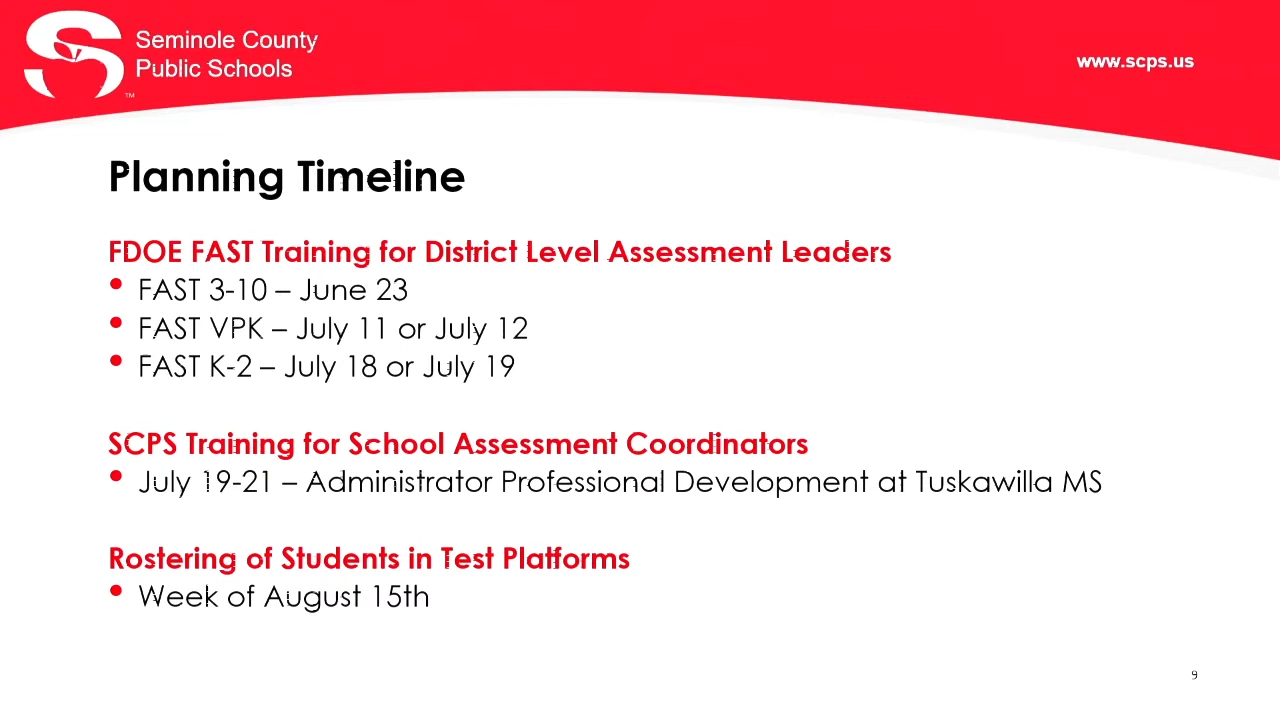 Seminole County
Public Schools
™
www.scps.us
Planning Timeline
FDOE FAST Training for District Level Assessment Leaders
• FAST 3-10 – June 23
• FAST VPK – July 11 or July 12
• FAST K-2 – July 18 or July 19
SCPS Training for School Assessment Coordinators
• July 19-21 – Administrator Professional Development at Tuskawilla MS
Rostering of Students in Test Platforms
• Week of August 15th
9